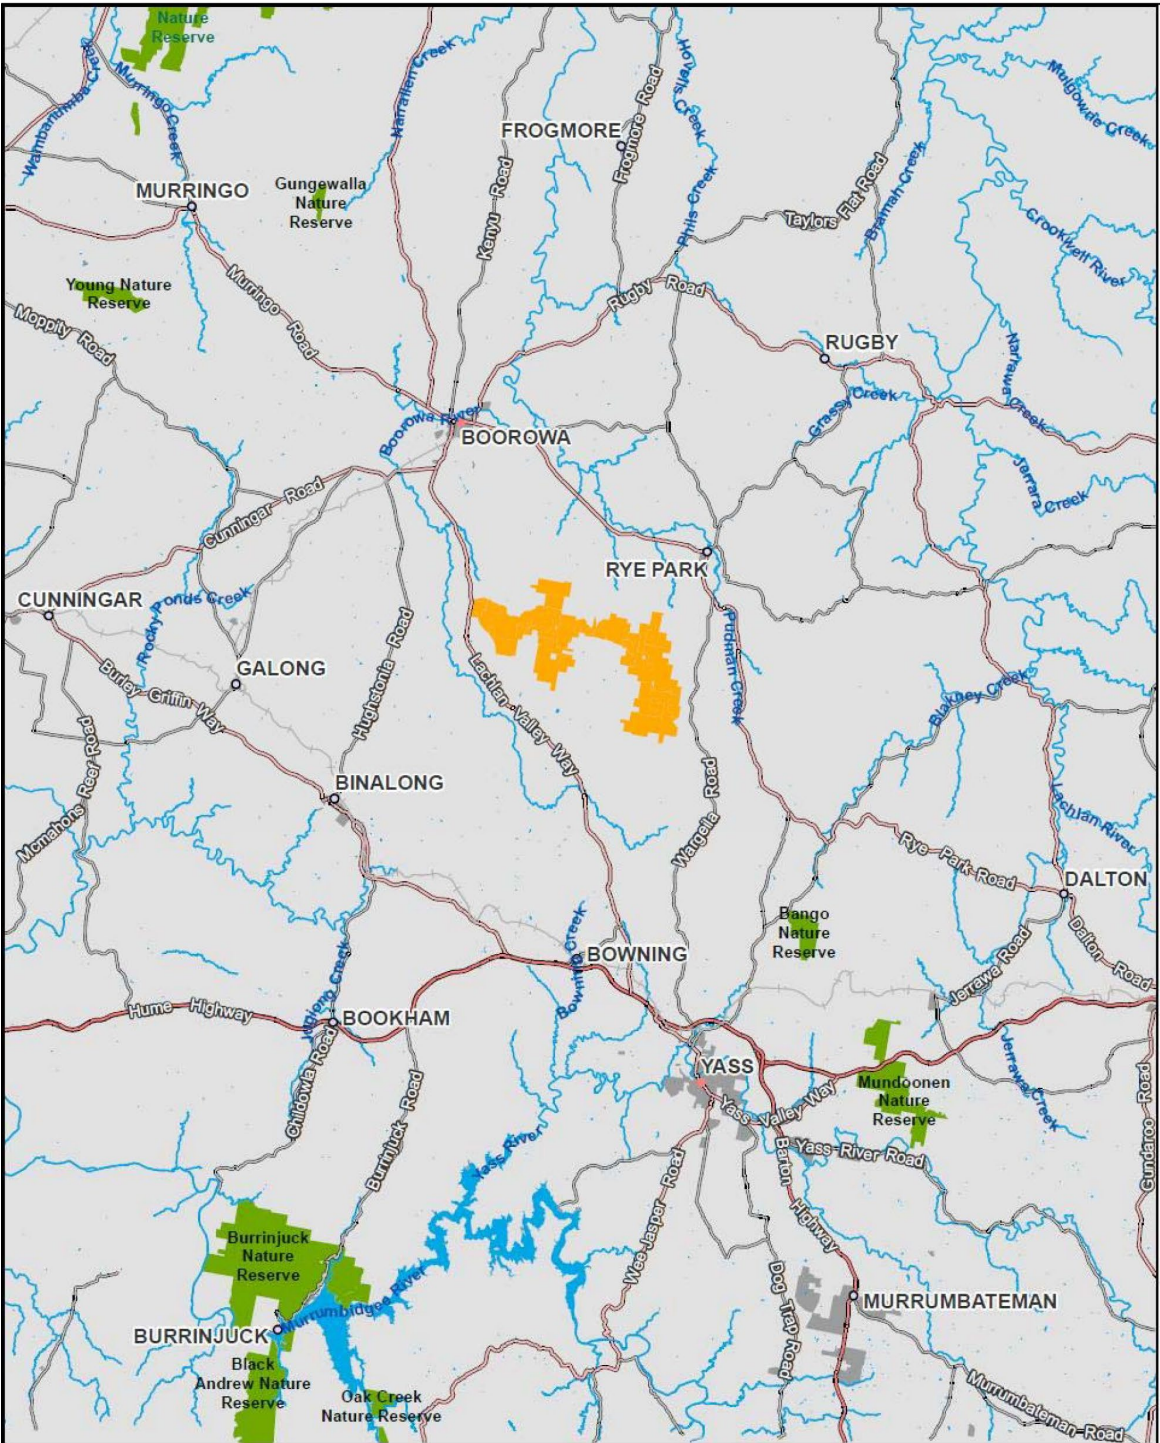 Nature
Reserve
Wambanumba Creek
Murringo Creek
Narrallen Creek
Hovells Creek
Mulgowrie Creek
FROGMORE
Frogmore Road
MURRINGO
Gungewalla
Nature
Reserve
Kenyu Road
Phils Creek
Taylors Flat Road
Bramah Creek
Crookwell River
Young Nature
Reserve
Murringo Road
Moppity Road
Rugby Road
RUGBY
Narrawa Creek
Grassy Creek
Boorowa River
BOOROWA
Jerrara Creek
Cunningar Road
RYE PARK
CUNNINGAR
Rocky Ponds Creek
Hughstonia Road
Pudman Creek
GALONG
Burley Griffin Way
Lachlan Valley Way
Blakney Creek
Mcmahons Reef Road
BINALONG
Wargeila Road
Lachlan River
Rye Park Road
DALTON
Bango
Nature
Reserve
Dalton Road
Bowning Creek
BOWNING
Jerrawa Road
Jugiong Creek
Hume Highway
BOOKHAM
Childowla Road
Burrinjuck Road
YASS
Yass Valley Way
Mundoonen
Nature
Reserve
Jerrawa Creek
Gundaroo Road
Yass River
Yass River Road
Barton Highway
Wee Jasper Road
Dog Trap Road
Burrinjuck
Nature
Reserve
Murrumbidgee River
BURRINJUCK
MURRUMBATEMAN
Black
Andrew Nature
Reserve
Oak Creek
Nature Reserve
Murrumbateman Road